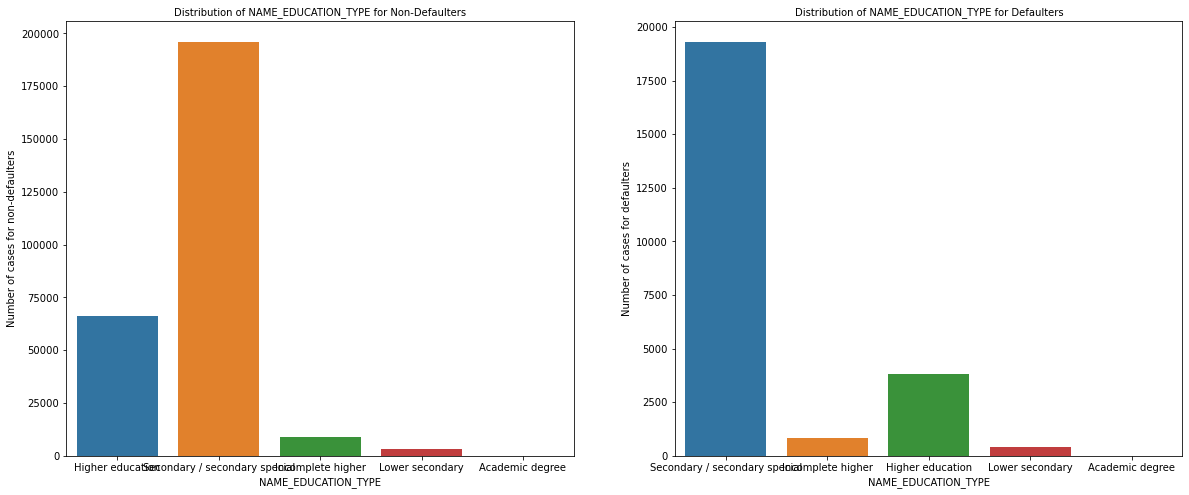 Distribution of NAME_EDUCATION_TYPE for Non-Defaulters
200000
175000
150000
125000
100000
75000
50000
25000
0
Number of cases for non-defaulters
Higher education
Secondary / secondary special
Incomplete higher
Lower secondary
Academic degree
NAME_EDUCATION_TYPE
Distribution of NAME_EDUCATION_TYPE for Defaulters
20000
17500
15000
12500
10000
7500
5000
2500
0
Number of cases for defaulters
Secondary / secondary special
Incomplete higher
Higher education
Lower secondary
Academic degree
NAME_EDUCATION_TYPE